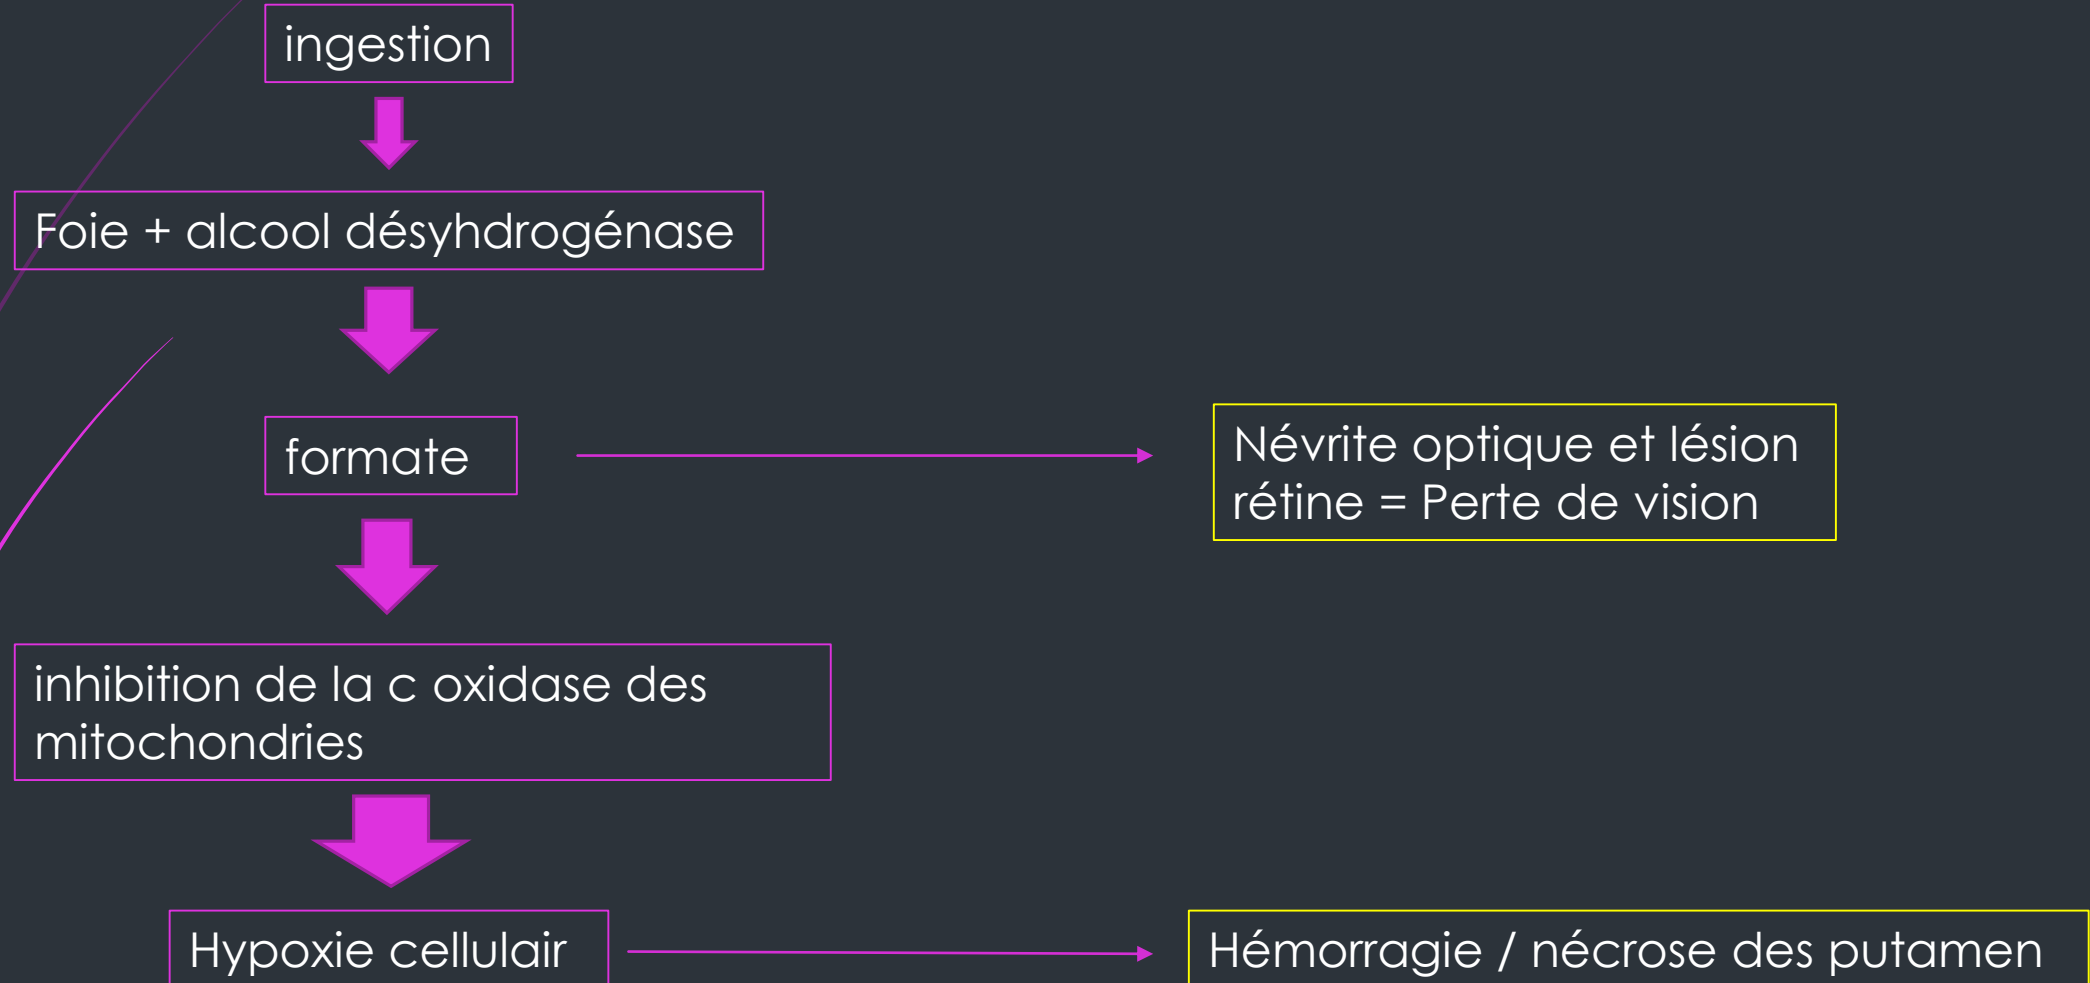 ingestion
Foie + alcool désyhdrogénase
formate
Névrite optique et lésion
rétine = Perte de vision
inhibition de la c oxidase des
mitochondries
Hypoxie cellulair
Hémorragie / nécrose des putamen